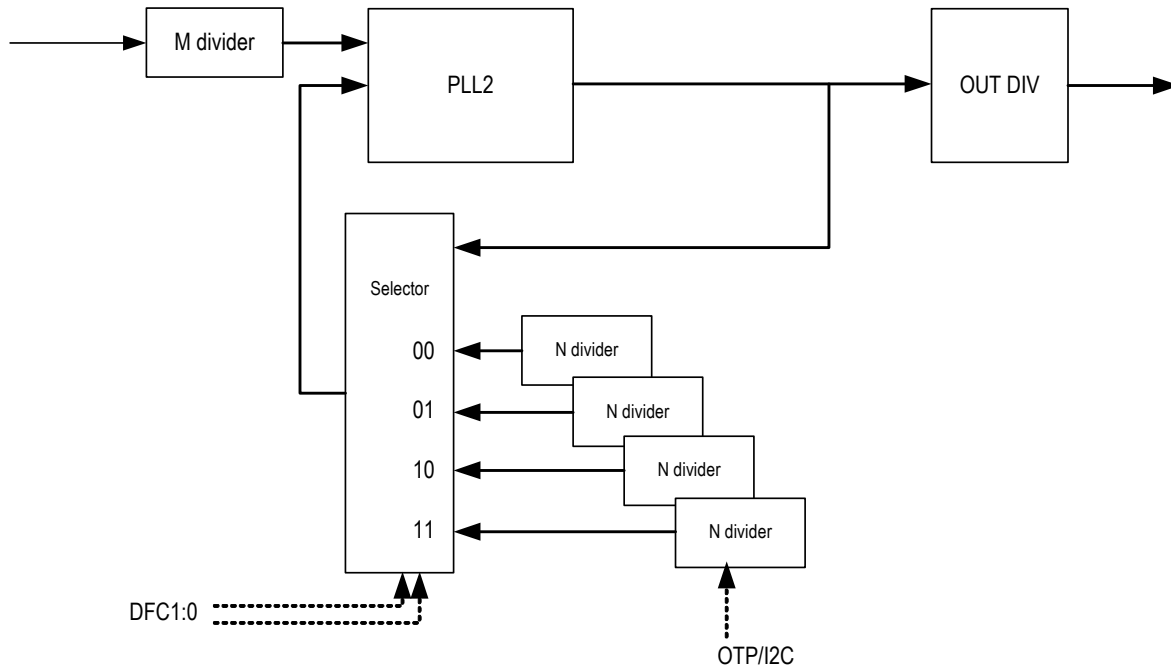 M divider
PLL2
OUT DIV
Selector
00
N divider
01
N divider
10
N divider
11
N divider
DFC1:0
OTP/I2C